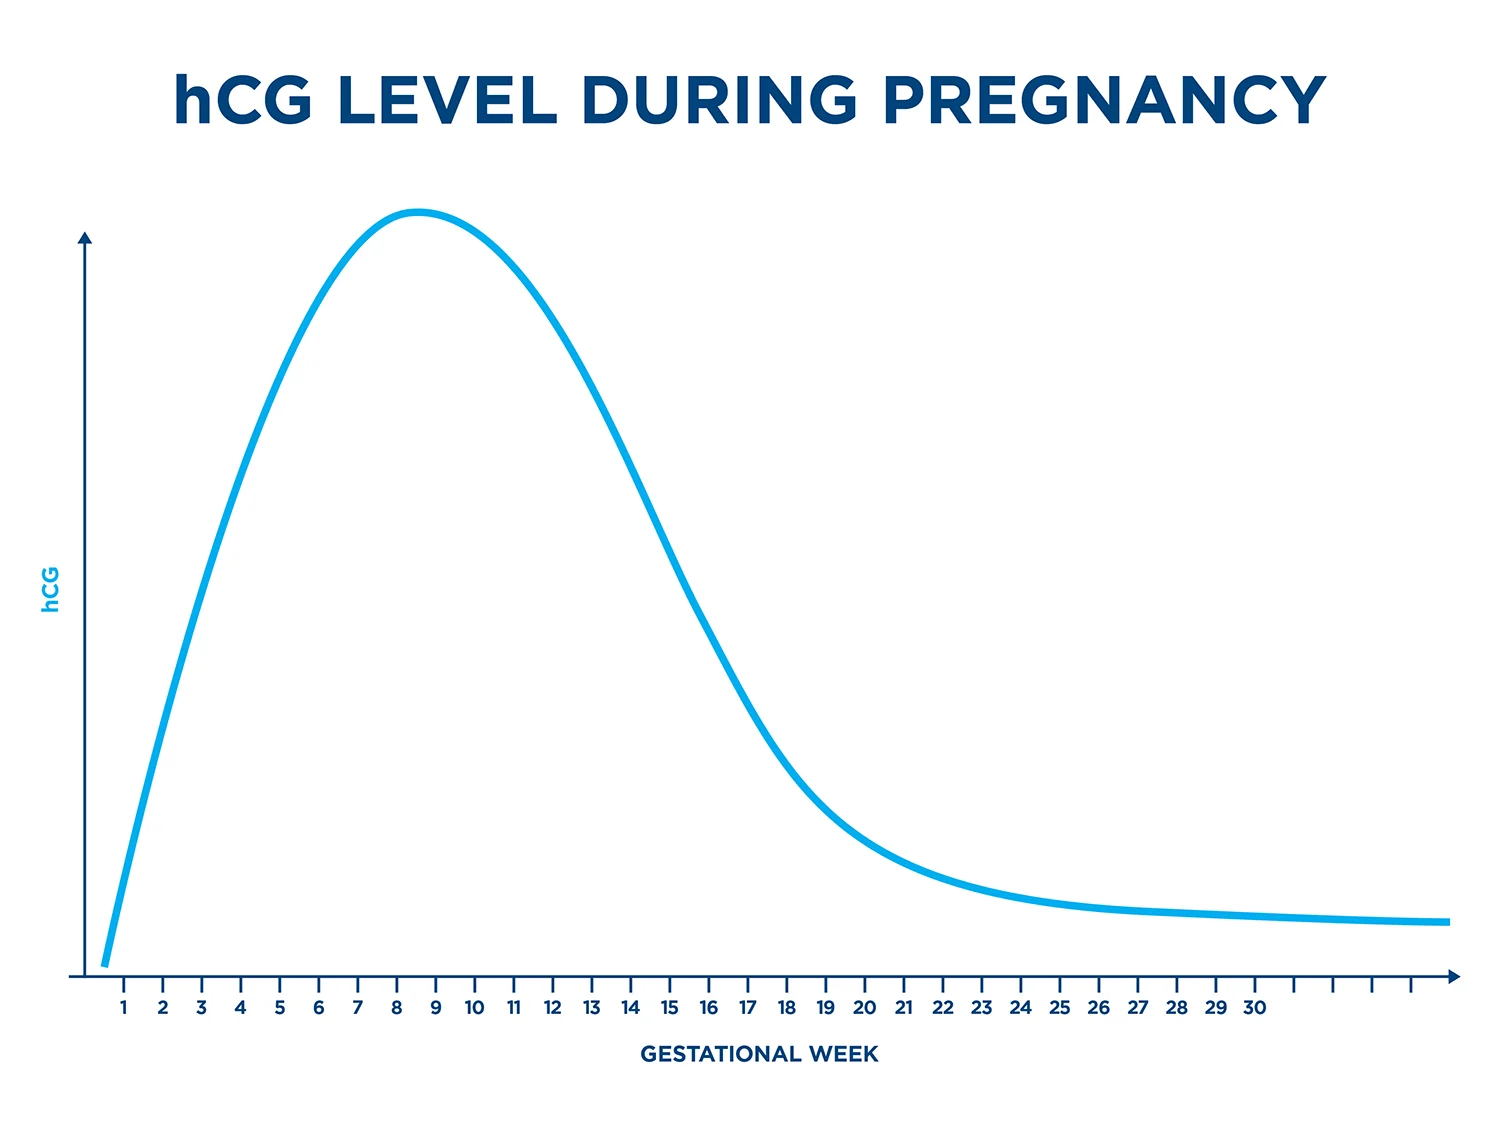 hCG LEVEL DURING PREGNANCY
hCG
1 2 3 4 5 6 7 8 9 10 11 12 13 14 15 16 17 18 19 20 21 22 23 24 25 26 27 28 29 30
GESTATIONAL WEEK